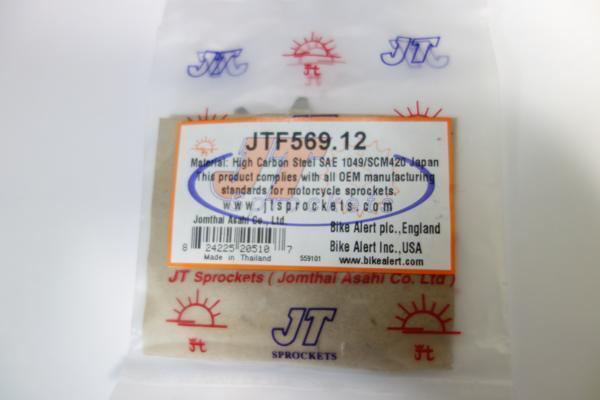 JT
jt
JT
JTF569.12
Material: High Carbon Steel SAE 1049/SCM420 Japan
This product complies with all OEM manufacturing
standards for motorcycle sprockets.
www.jtsprockets.com
Jomthai Asahi Co., Ltd
Bike Alert plc.,England
8 24225 20510 7
Bike Alert Inc.,USA
Made in Thailand 559101
www.bikealert.com
JT Sprockets ( Jomthai Asahi Co. Ltd )
jt
JT
jt
SPROCKETS